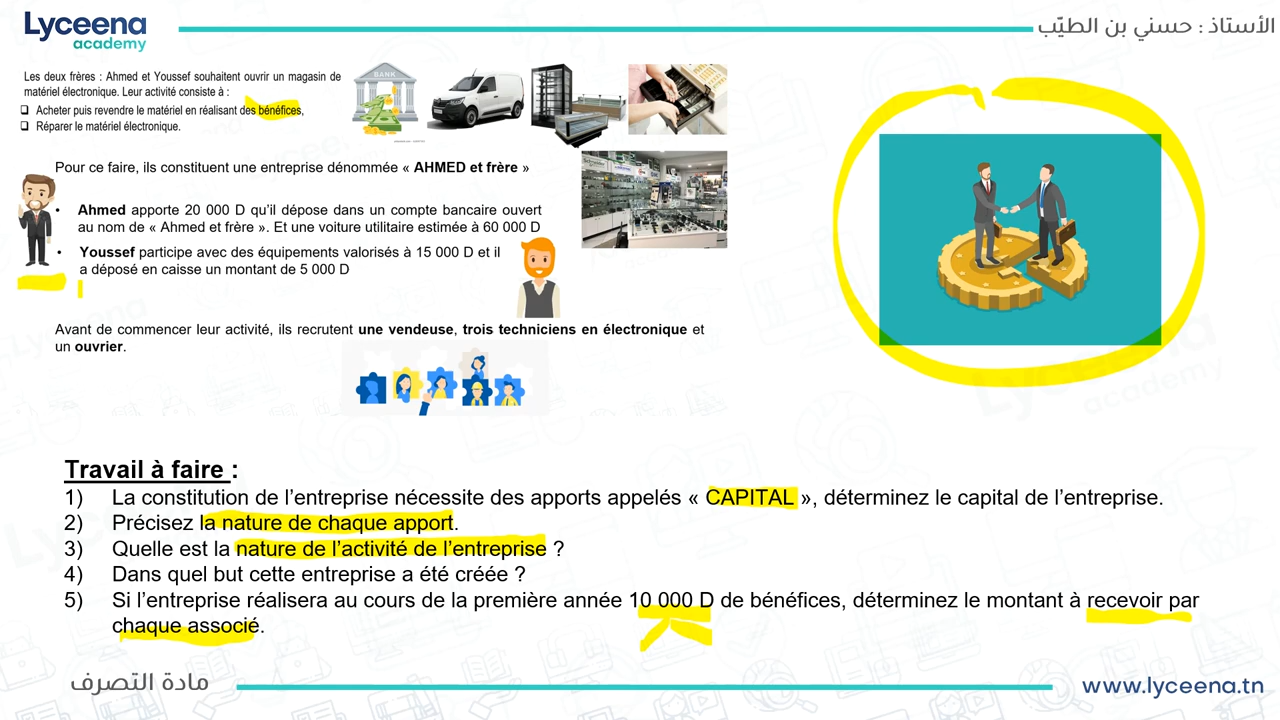 Lyceena
academy
الأستاذ : حسني بن الطيّب
Les deux frères : Ahmed et Youssef souhaitent ouvrir un magasin de
matériel électronique. Leur activité consiste à :
❑ Acheter puis revendre le matériel en réalisant des bénéfices,
❑ Réparer le matériel électronique.
BANK
Pour ce faire, ils constituent une entreprise dénommée « AHMED et frère »
• Ahmed apporte 20 000 D qu’il dépose dans un compte bancaire ouvert
au nom de « Ahmed et frère ». Et une voiture utilitaire estimée à 60 000 D
• Youssef participe avec des équipements valorisés à 15 000 D et il
a déposé en caisse un montant de 5 000 D
Avant de commencer leur activité, ils recrutent une vendeuse, trois techniciens en électronique et
un ouvrier.
Travail à faire :
1) La constitution de l’entreprise nécessite des apports appelés « CAPITAL », déterminez le capital de l’entreprise.
2) Précisez la nature de chaque apport.
3) Quelle est la nature de l’activité de l’entreprise ?
4) Dans quel but cette entreprise a été créée ?
5) Si l’entreprise réalisera au cours de la première année 10 000 D de bénéfices, déterminez le montant à recevoir par
chaque associé.
مادة التصرف
www.lyceena.tn